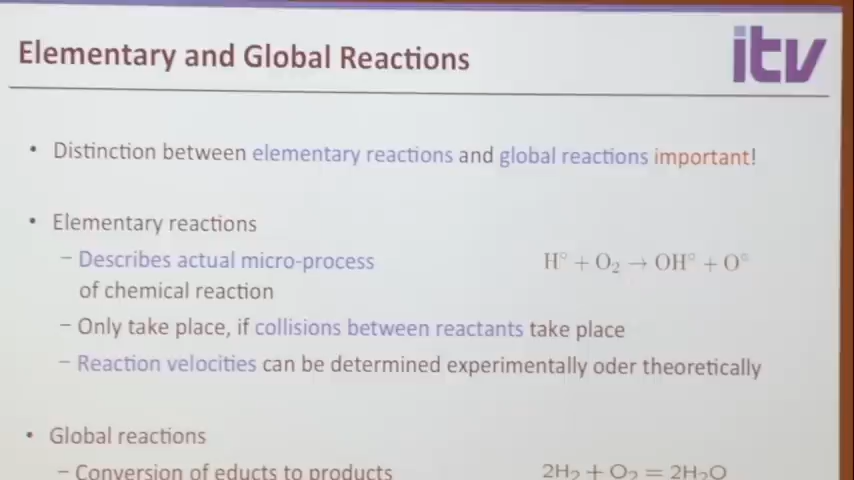 Elementary and Global Reactions
itv
• Distinction between elementary reactions and global reactions important!
• Elementary reactions
– Describes actual micro-process
of chemical reaction
H° + O₂ → OH° + O°
– Only take place, if collisions between reactants take place
– Reaction velocities can be determined experimentally oder theoretically
• Global reactions
– Conversion of educts to products
2H₂ + O₂ = 2H₂O